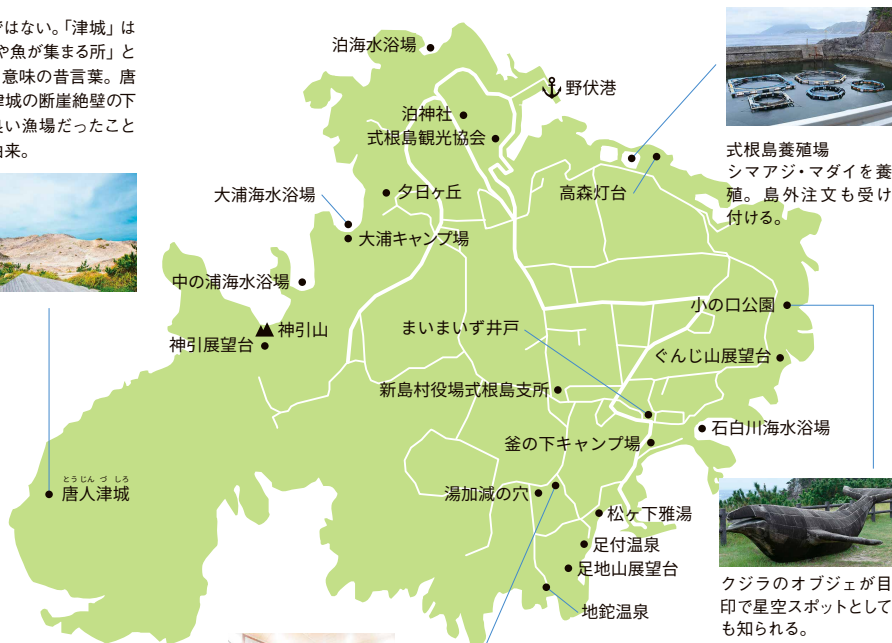 ではない。「津城」は
や魚が集まる所」と
意味の昔言葉。唐
津城の断崖絶壁の下
良い漁場だったこと
由来。
泊海水浴場
野伏港
泊神社
式根島観光協会
夕日ヶ丘
高森灯台
式根島養殖場
シマアジ・マダイを養
殖。島外注文も受け
付ける。
大浦海水浴場
大浦キャンプ場
中の浦海水浴場
神引山
神引展望台
まいまいず井戸
小の口公園
ぐんじ山展望台
新島村役場式根島支所
石白川海水浴場
釜の下キャンプ場
とうじんづしろ
唐人津城
湯加減の穴
松ヶ下雅湯
足付温泉
足地山展望台
地鉈温泉
クジラのオブジェが目
印で星空スポットとして
も知られる。